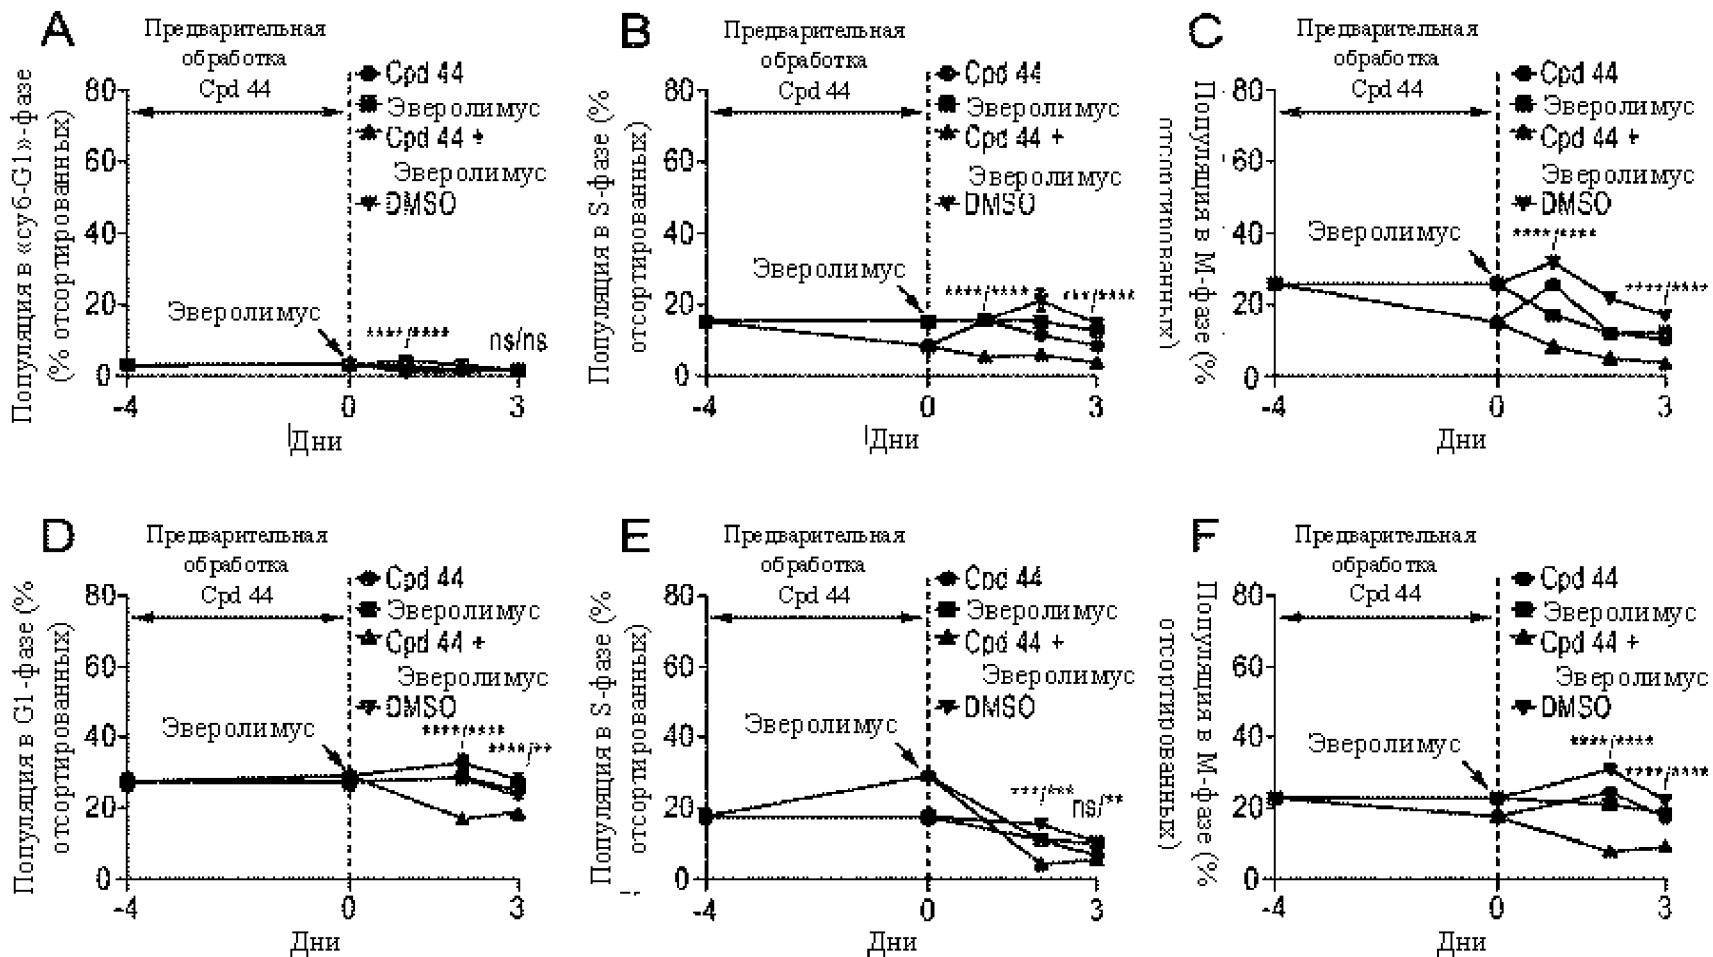 A
Предварительная
обработка
Cpd 44
Cpd 44
Эверолимус
Cpd 44 +
Эверолимус
DMSO
Популяция в «суб-G1»-фазе
(% отсортированных)
80
60
40
20
0
Эверолимус
****/****
ns/ns
-4
0
3
Дни
B
Предварительная
обработка
Cpd 44
Cpd 44
Эверолимус
Cpd 44 +
Эверолимус
DMSO
Популяция в S-фазе (%
отсортированных)
80
60
40
20
0
Эверолимус
****/****
***/****
-4
0
3
Дни
C
Предварительная
обработка
Cpd 44
Cpd 44
Эверолимус
Cpd 44 +
Эверолимус
DMSO
Популяция в М-фазе (%
отсортированных)
80
60
40
20
0
Эверолимус
****/****
****/****
-4
0
3
Дни
D
Предварительная
обработка
Cpd 44
Cpd 44
Эверолимус
Cpd 44 +
Эверолимус
DMSO
Популяция в G1-фазе (%
отсортированных)
80
60
40
20
0
Эверолимус
****/****
****/**
-4
0
3
Дни
E
Предварительная
обработка
Cpd 44
Cpd 44
Эверолимус
Cpd 44 +
Эверолимус
DMSO
Популяция в S-фазе (%
отсортированных)
80
60
40
20
0
Эверолимус
***/***
ns/**
-4
0
3
Дни
F
Предварительная
обработка
Cpd 44
Cpd 44
Эверолимус
Cpd 44 +
Эверолимус
DMSO
Популяция в М-фазе (%
отсортированных)
80
60
40
20
0
Эверолимус
****/****
****/****
-4
0
3
Дни